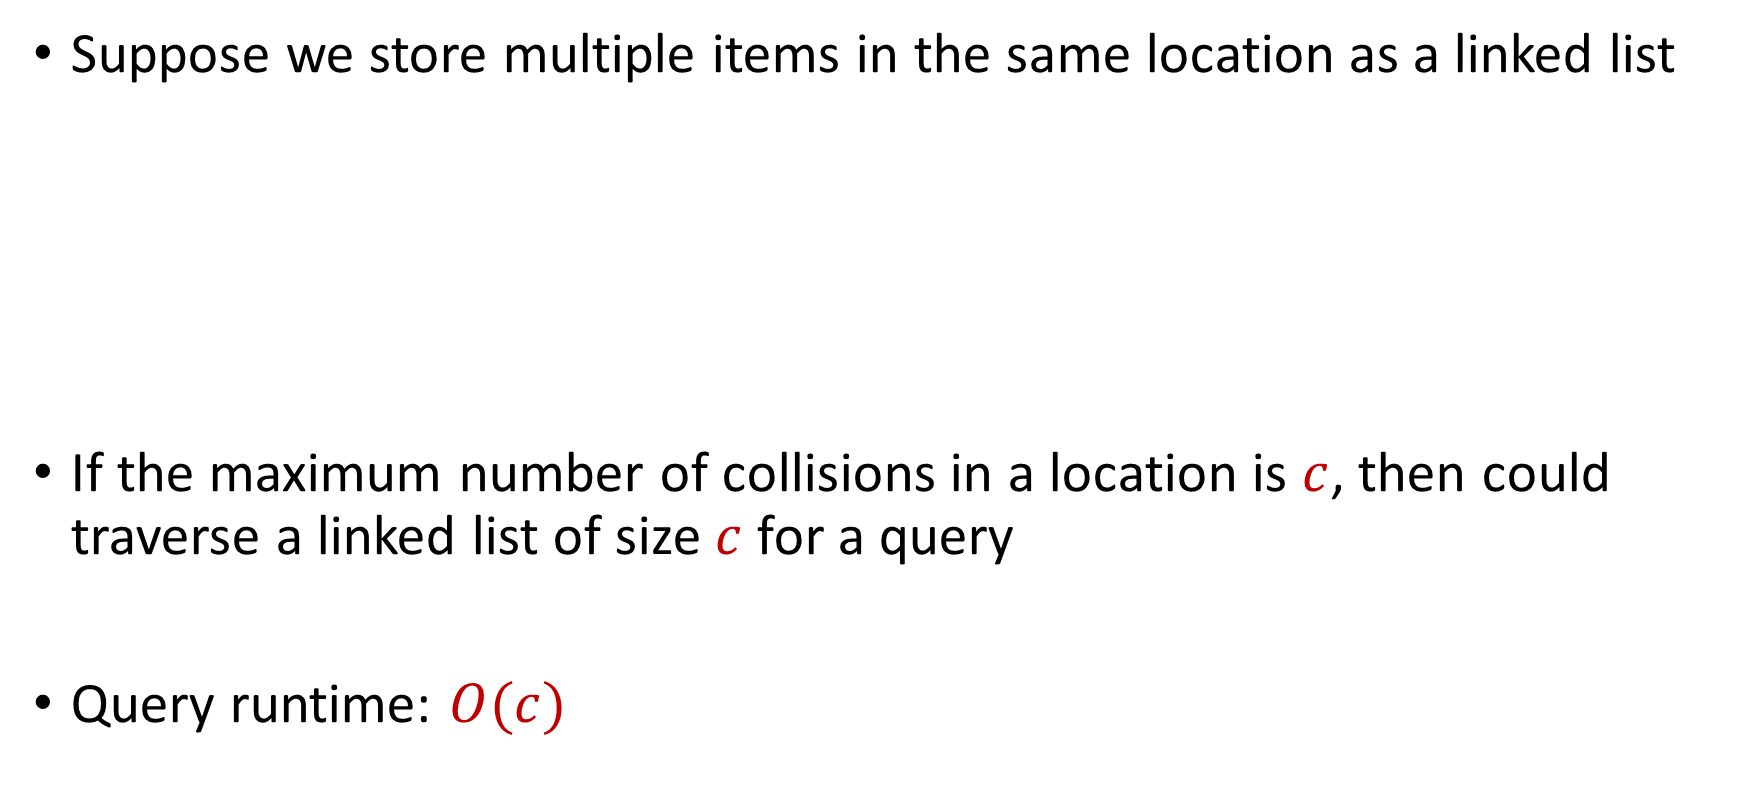 • Suppose we store multiple items in the same location as a linked list
• If the maximum number of collisions in a location is c, then could
traverse a linked list of size c for a query
• Query runtime: O(c)